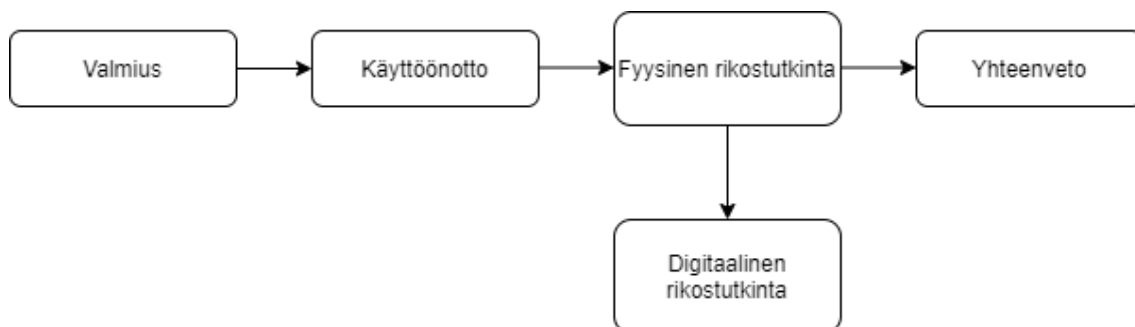 Valmius
Käyttöönotto
Fyysinen rikostutkinta
Yhteenveto
Digitaalinen
rikostutkinta